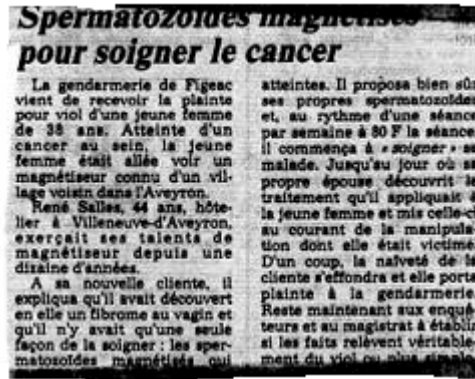 Spermatozoïdes magnétisés
pour soigner le cancer
La gendarmerie de Figeac
vient de recevoir la plainte
pour viol d'une jeune femme
de 38 ans. Atteinte d'un
cancer au sein, la jeune
femme était allée voir un
magnétiseur connu d'un vil-
lage voisin dans l'Aveyron.
René Salles, 44 ans, hôte-
lier à Villeneuve-d'Aveyron,
exerçait ses talents de
magnétiseur depuis une
dizaine d'années.
A sa nouvelle cliente, il
expliqua qu'il avait découvert
en elle un fibrome au vagin et
qu'il n'y avait qu'une seule
façon de la soigner : les sper-
matozoïdes magnétisés qui
atteintes. Il proposa bien sûr
ses propres spermatozoïdes
et, au rythme d'une séance
par semaine à 80 F la séance,
il commença à « soigner » sa
malade. Jusqu'au jour où sa
propre épouse découvrit le
traitement qu'il appliquait à
la jeune femme et mis celle-ci
au courant de la manipula-
tion dont elle était victime.
D'un coup, la naïveté de la
cliente s'effondra et elle porta
plainte à la gendarmerie.
Reste maintenant aux enquê-
teurs et au magistrat à établir
si les faits relèvent véritable-
ment du viol ou plus simple-